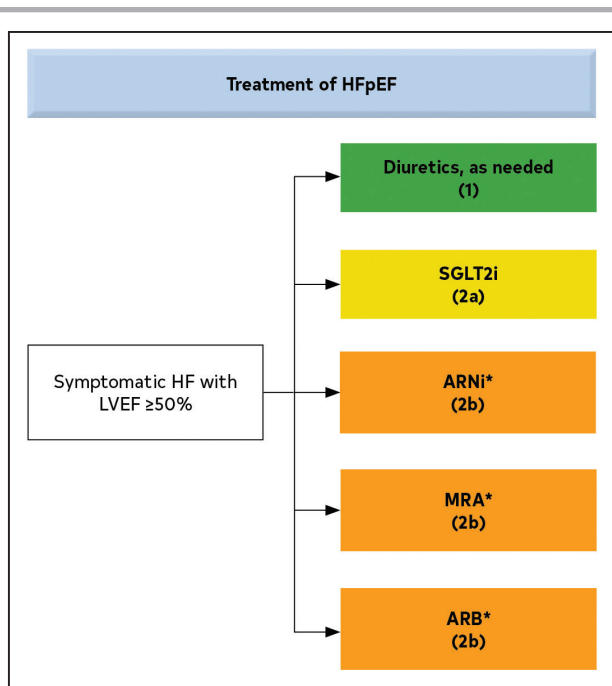 Treatment of HFpEF
Diuretics, as needed
(1)
SGLT2i
(2a)
Symptomatic HF with
LVEF ≥50%
ARNi*
(2b)
MRA*
(2b)
ARB*
(2b)